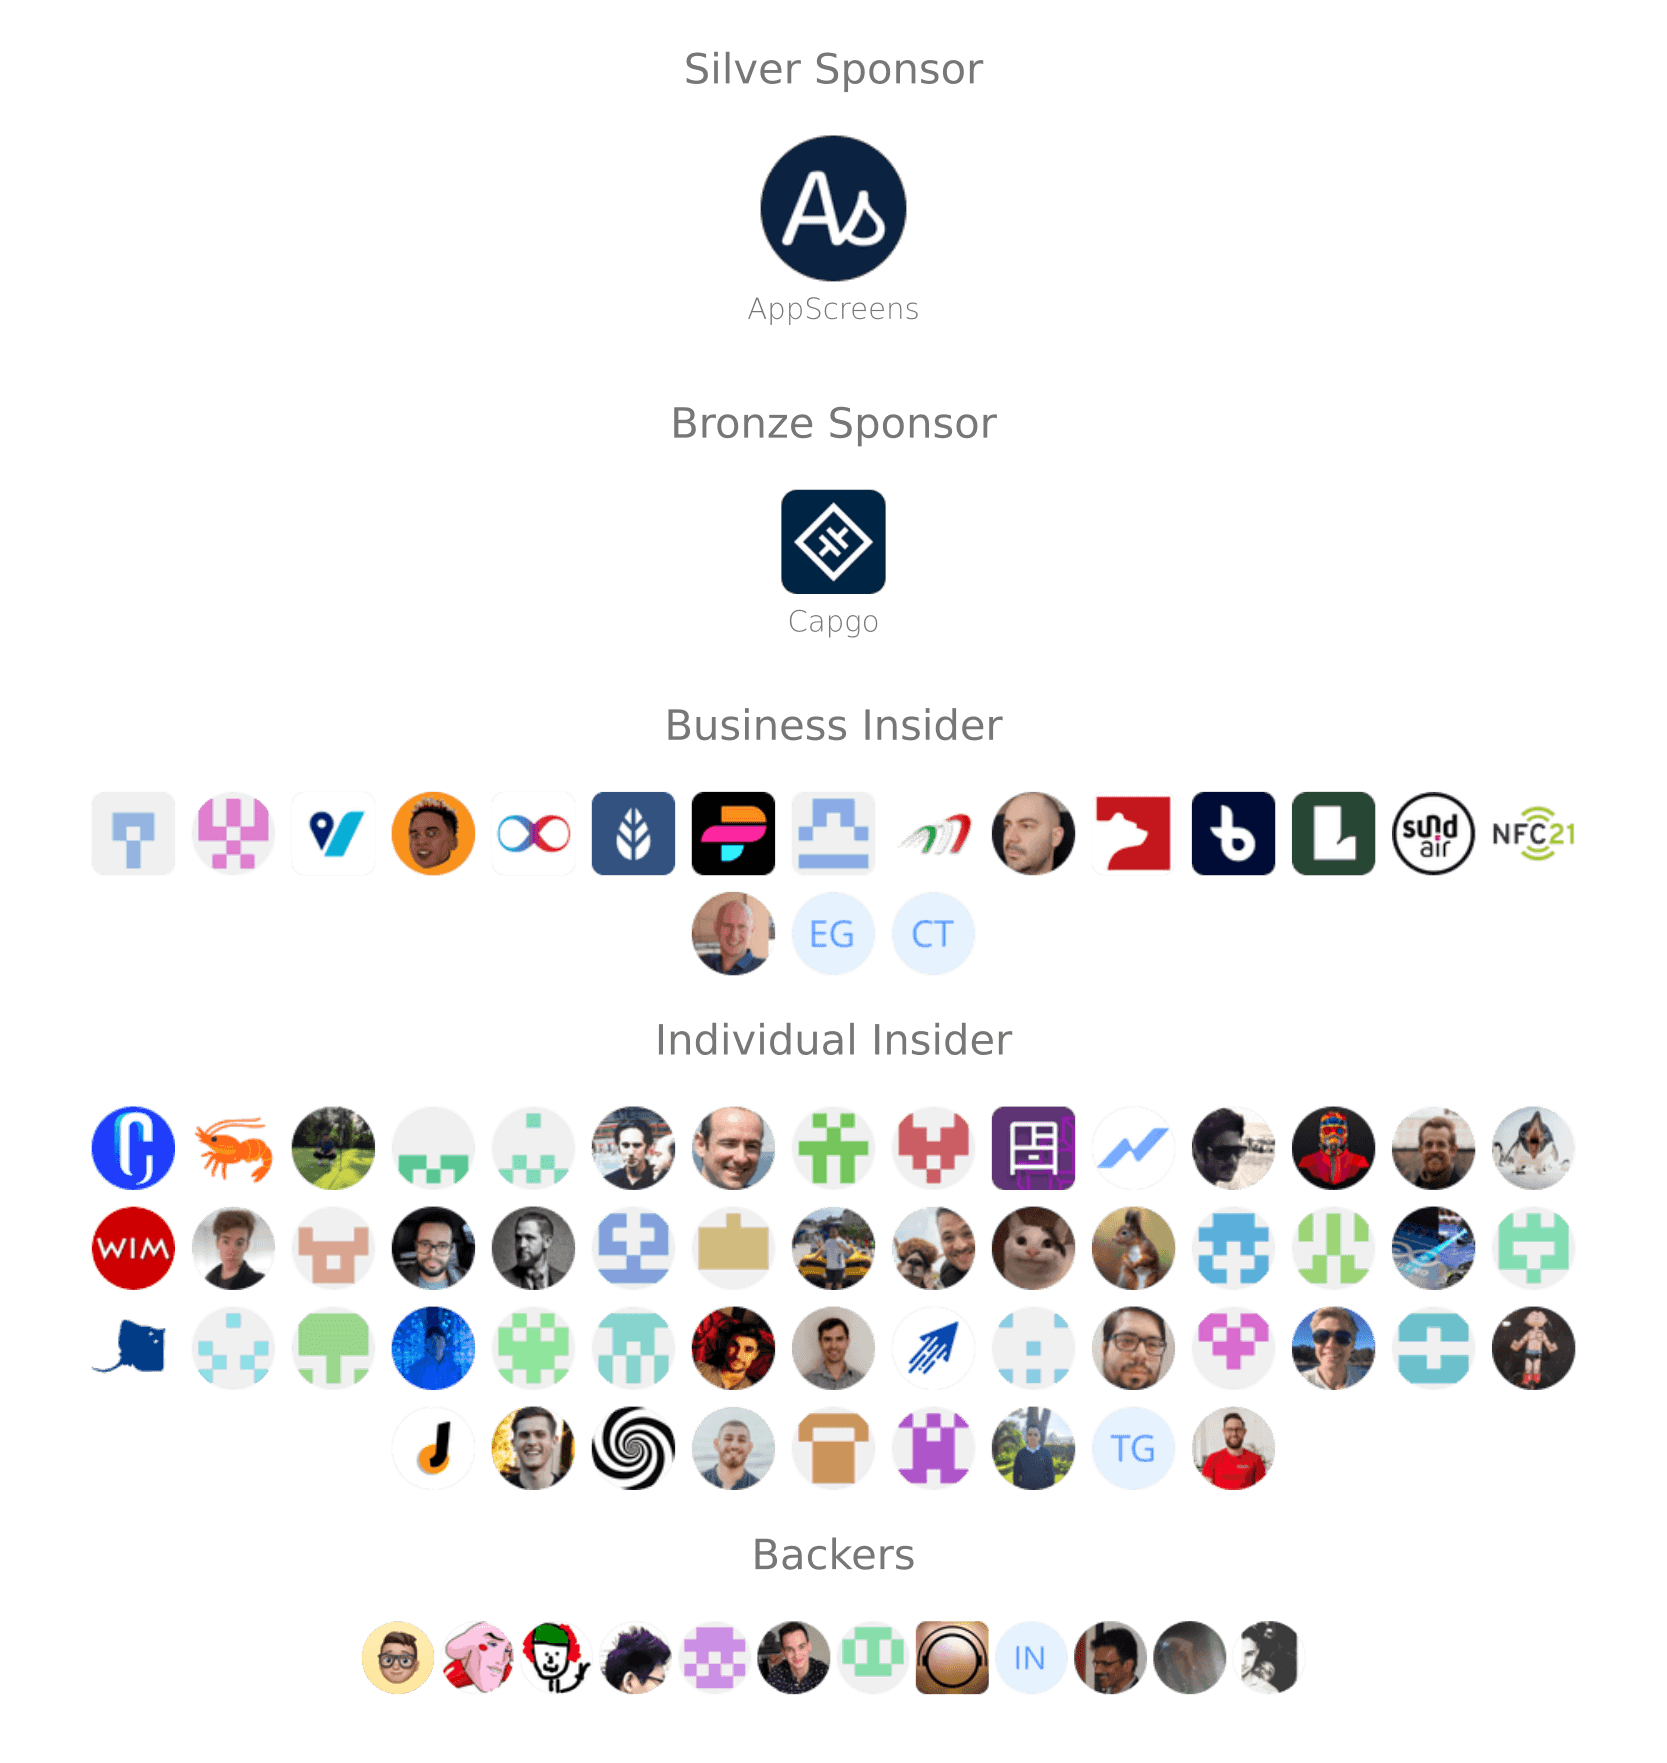 Silver Sponsor
As
AppScreens
Bronze Sponsor
Capgo
Business Insider
sund
air
NFC21
EG CT
Individual Insider
WIM
TG
Backers
IN